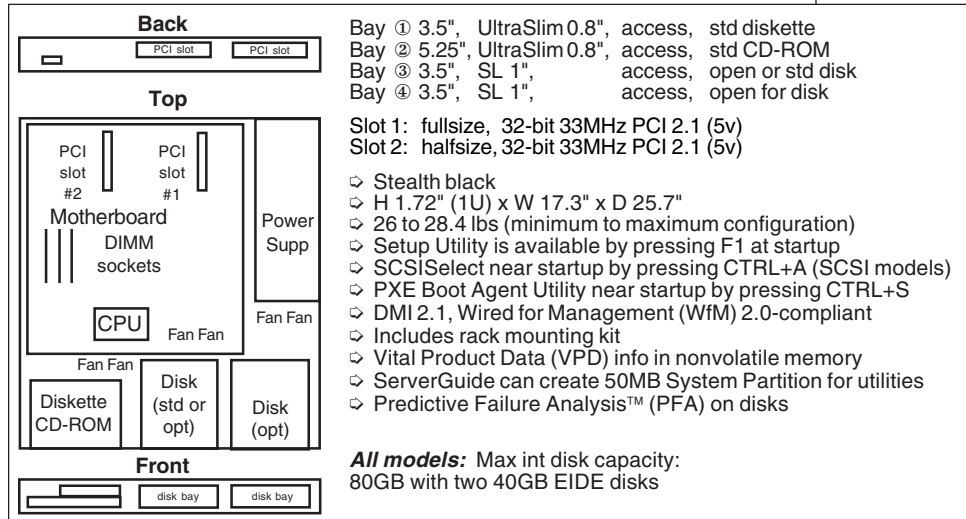 Back
PCI slot
PCI slot
Top
PCI slot #2
PCI slot #1
Motherboard
DIMM sockets
Power Supp
CPU
Fan Fan
Fan Fan
Fan Fan
Diskette CD-ROM
Disk (std or opt)
Disk (opt)
Front
disk bay
disk bay
Bay ① 3.5", UltraSlim 0.8", access, std diskette
Bay ② 5.25", UltraSlim 0.8", access, std CD-ROM
Bay ③ 3.5", SL 1", access, open or std disk
Bay ④ 3.5", SL 1", access, open for disk
Slot 1: fullsize, 32-bit 33MHz PCI 2.1 (5v)
Slot 2: halfsize, 32-bit 33MHz PCI 2.1 (5v)
➪ Stealth black
➪ H 1.72" (1U) x W 17.3" x D 25.7"
➪ 26 to 28.4 lbs (minimum to maximum configuration)
➪ Setup Utility is available by pressing F1 at startup
➪ SCSISelect near startup by pressing CTRL+A (SCSI models)
➪ PXE Boot Agent Utility near startup by pressing CTRL+S
➪ DMI 2.1, Wired for Management (WfM) 2.0-compliant
➪ Includes rack mounting kit
➪ Vital Product Data (VPD) info in nonvolatile memory
➪ ServerGuide can create 50MB System Partition for utilities
➪ Predictive Failure Analysis™ (PFA) on disks
All models: Max int disk capacity:
80GB with two 40GB EIDE disks